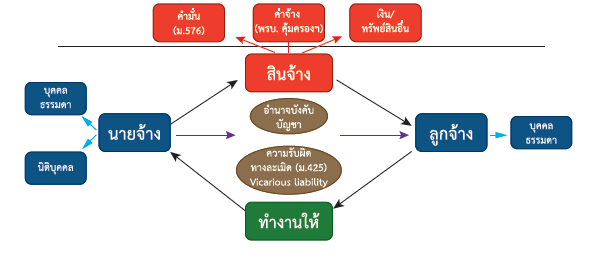 คำมั่น
(ม.576)
ค่ำจ้าง
(พรบ. คุ้มครองฯ)
เงิน/
ทรัพย์สินอื่น
สินจ้าง
บุคคล
ธรรมดา
อำนาจบังคับ
บัญชา
นายจ้าง
ลูกจ้าง
บุคคล
ธรรมดา
นิติบุคคล
ความรับผิด
ทางละเมิด (ม.425)
Vicarious liability
ทำงานให้